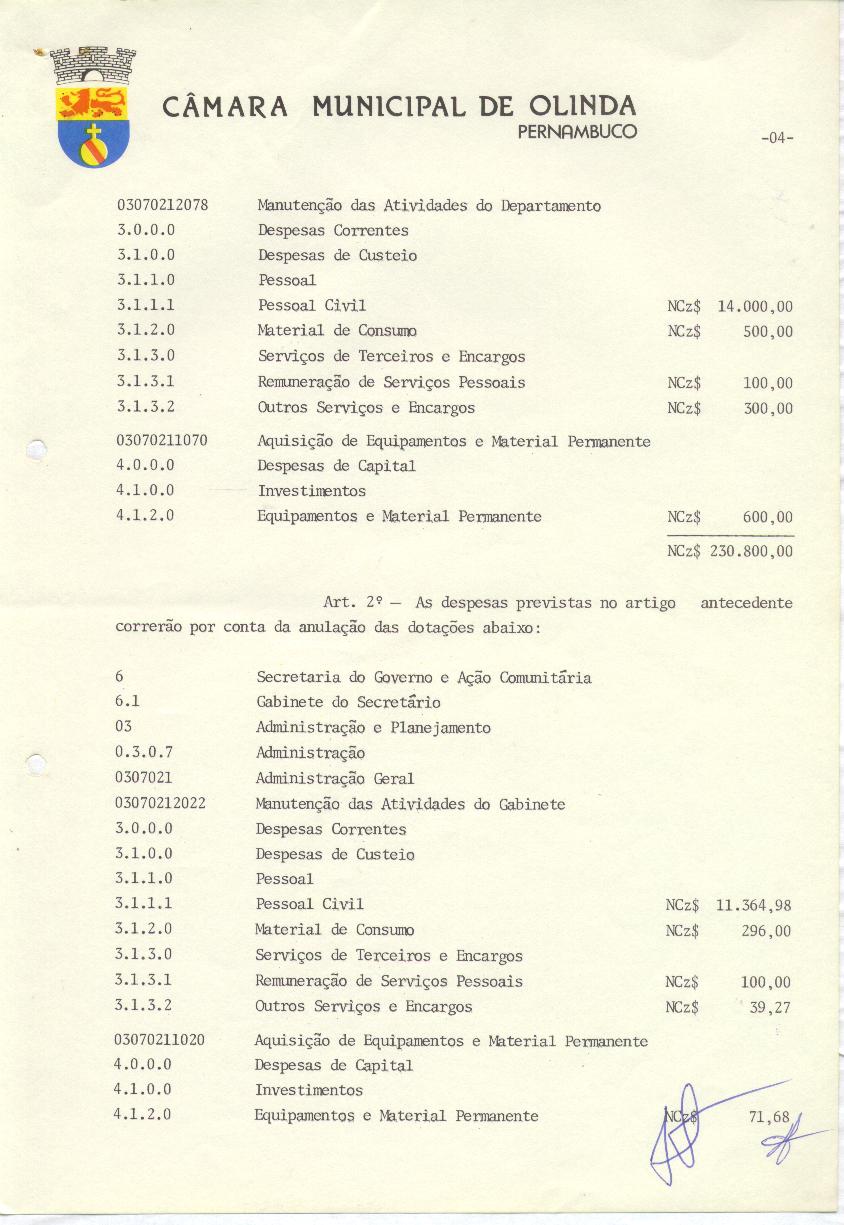 CÂMARA MUNICIPAL DE OLINDA
PERNAMBUCO
-04-
03070212078 Manutenção das Atividades do Departamento
3.0.0.0 Despesas Correntes
3.1.0.0 Despesas de Custeio
3.1.1.0 Pessoal
3.1.1.1 Pessoal Civil NCz$ 14.000,00
3.1.2.0 Material de Consumo NCz$ 500,00
3.1.3.0 Serviços de Terceiros e Encargos
3.1.3.1 Remuneração de Serviços Pessoais NCz$ 100,00
3.1.3.2 Outros Serviços e Encargos NCz$ 300,00
03070211070 Aquisição de Equipamentos e Material Permanente
4.0.0.0 Despesas de Capital
4.1.0.0 Investimentos
4.1.2.0 Equipamentos e Material Permanente NCz$ 600,00
NCz$ 230.800,00
Art. 2º — As despesas previstas no artigo antecedente
correrão por conta da anulação das dotações abaixo:
6 Secretaria do Governo e Ação Comunitária
6.1 Gabinete do Secretário
03 Administração e Planejamento
0.3.0.7 Administração
0307021 Administração Geral
03070212022 Manutenção das Atividades do Gabinete
3.0.0.0 Despesas Correntes
3.1.0.0 Despesas de Custeio
3.1.1.0 Pessoal
3.1.1.1 Pessoal Civil NCz$ 11.364,98
3.1.2.0 Material de Consumo NCz$ 296,00
3.1.3.0 Serviços de Terceiros e Encargos
3.1.3.1 Remuneração de Serviços Pessoais NCz$ 100,00
3.1.3.2 Outros Serviços e Encargos NCz$ 39,27
03070211020 Aquisição de Equipamentos e Material Permanente
4.0.0.0 Despesas de Capital
4.1.0.0 Investimentos
4.1.2.0 Equipamentos e Material Permanente NCz$ 71,68